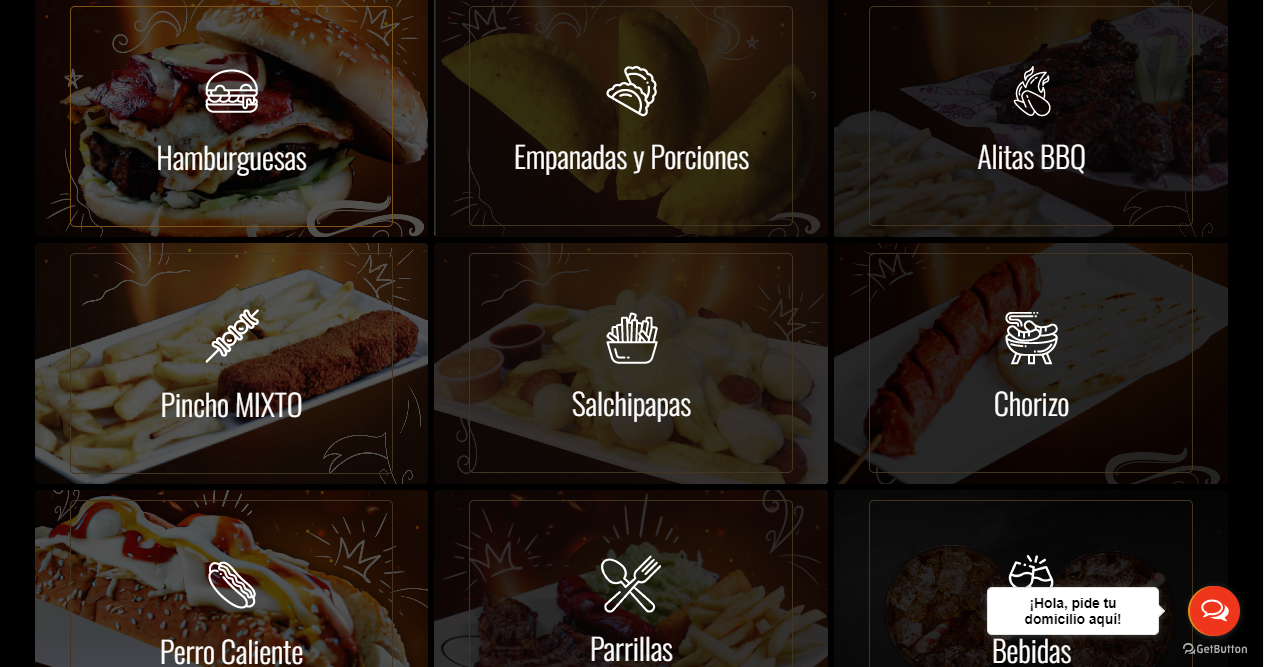 Hamburguesas
Empanadas y Porciones
Alitas BBQ
Pincho MIXTO
Salchipapas
Chorizo
Perro Caliente
Parrillas
Bebidas
¡Hola, pide tu
domicilio aquí!
GetButton